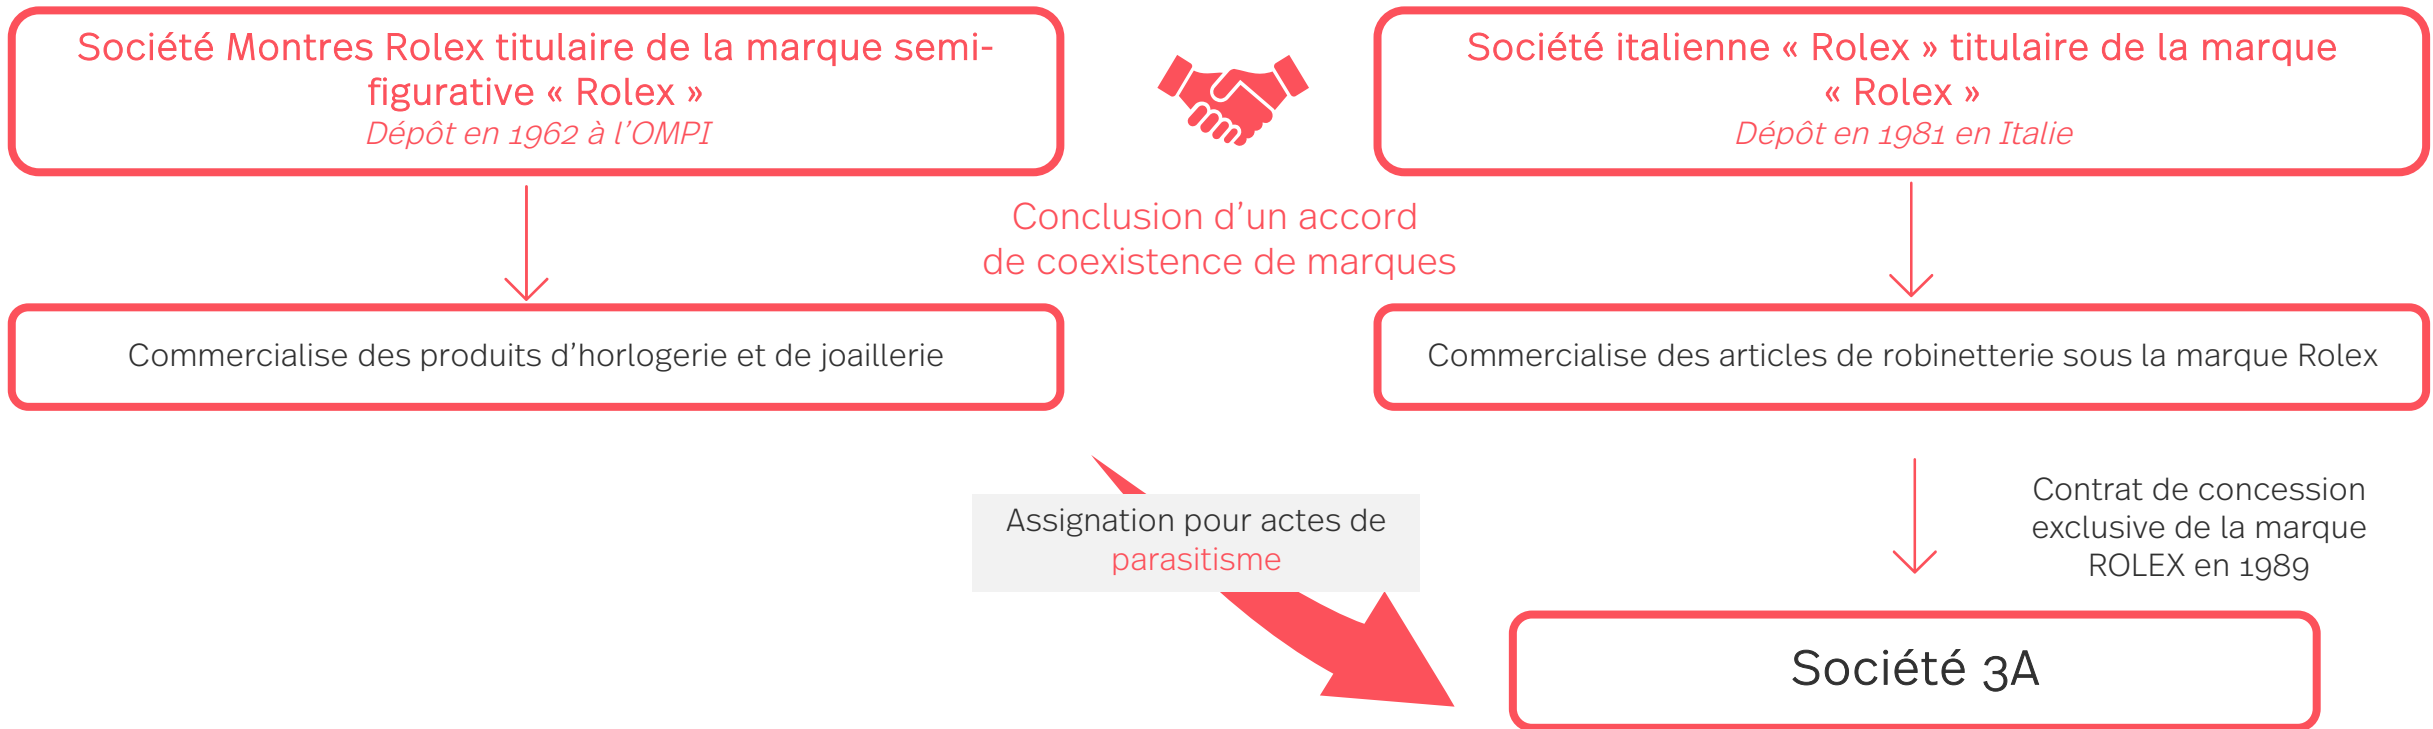 Société Montres Rolex titulaire de la marque semi-
figurative « Rolex »
Dépôt en 1962 à l’OMPI
Société italienne « Rolex » titulaire de la marque
« Rolex »
Dépôt en 1981 en Italie
Conclusion d’un accord
de coexistence de marques
Commercialise des produits d’horlogerie et de joaillerie
Commercialise des articles de robinetterie sous la marque Rolex
Assignation pour actes de
parasitisme
Contrat de concession
exclusive de la marque
ROLEX en 1989
Société 3A